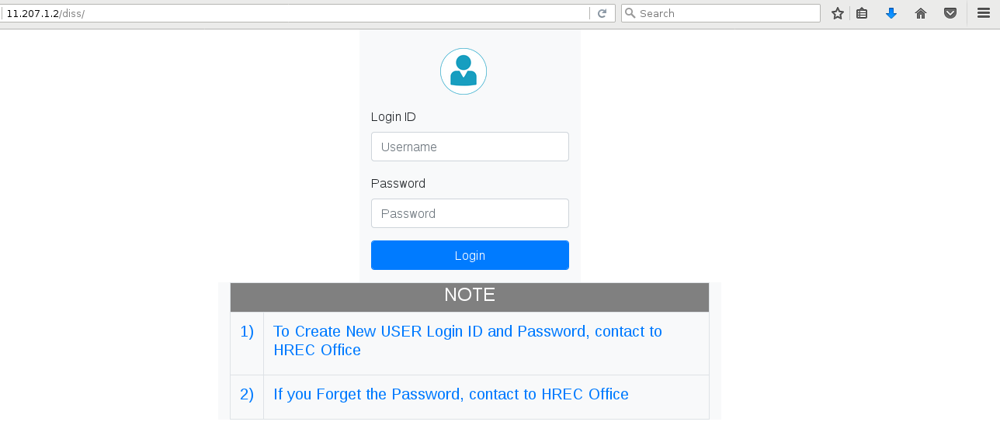 11.207.1.2/diss/
Search
Login ID
Username
Password
Password
Login
NOTE
1) To Create New USER Login ID and Password, contact to
HREC Office
2) If you Forget the Password, contact to HREC Office